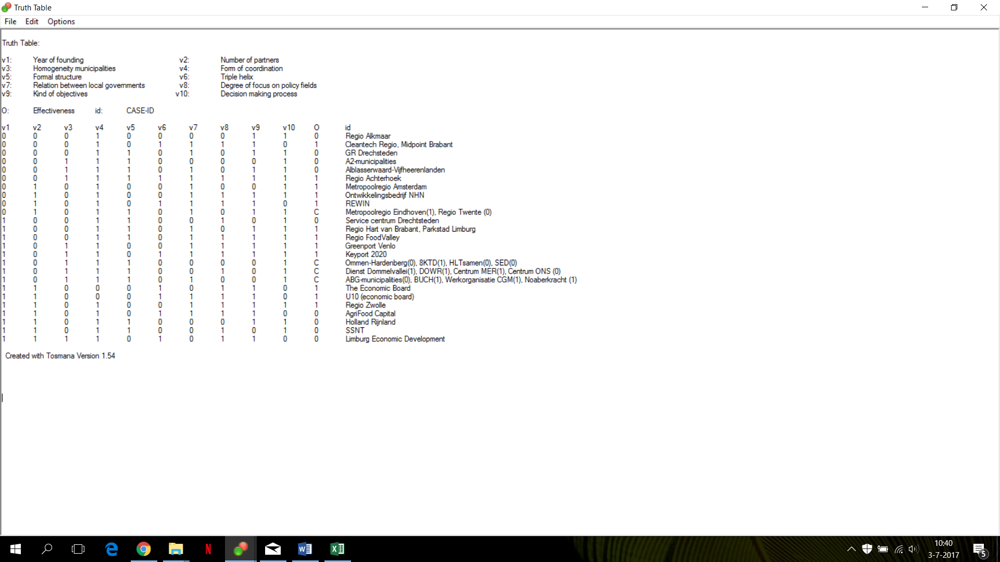 Truth Table
File Edit Options
Truth Table:
v1: Year of founding v2: Number of partners
v3: Homogeneity municipalities v4: Form of coordination
v5: Formal structure v6: Triple helix
v7: Relation between local governments v8: Degree of focus on policy fields
v9: Kind of objectives v10: Decision making process
O: Effectiveness id: CASE-ID
v1 v2 v3 v4 v5 v6 v7 v8 v9 v10 O id
0 0 0 1 0 0 0 0 1 1 0 Regio Alkmaar
0 0 0 1 0 1 1 1 1 0 1 Cleantech Regio, Midpoint Brabant
0 0 0 1 1 0 1 0 1 1 0 GR Drechsteden
0 0 1 1 1 0 0 0 0 1 0 A2-municipalities
0 0 1 1 1 0 1 0 1 1 0 Alblasserwaard-Vijfheerenlanden
0 0 1 1 1 1 1 1 1 1 1 Regio Achterhoek
0 1 0 1 0 0 1 0 0 1 1 Metropoolregio Amsterdam
0 1 0 1 0 0 1 1 1 1 1 Ontwikkelingsbedrijf NHN
0 1 0 1 0 1 1 1 1 0 1 REWIN
0 1 0 1 1 0 1 0 1 1 C Metropoolregio Eindhoven(1), Regio Twente (0)
1 0 0 1 1 0 0 1 0 1 0 Service centrum Drechtsteden
1 0 0 1 1 0 1 0 1 1 1 Regio Hart van Brabant, Parkstad Limburg
1 0 0 1 1 0 1 1 1 1 1 Regio FoodValley
1 0 1 1 0 0 1 1 1 1 1 Greenport Venlo
1 0 1 1 0 1 1 1 1 1 1 Keyport 2020
1 0 1 1 1 0 0 0 0 1 C Ommen-Hardenberg(0), 8KTD(1), HLTsamen(0), SED(0)
1 0 1 1 1 0 0 1 0 1 C Dienst Dommelvallei(1), DOWR(1), Centrum MER(1), Centrum ONS (0)
1 0 1 1 1 0 1 0 0 1 C ABG-municipalities(0), BUCH(1), Werkorganisatie CGM(1), Noaberkracht (1)
1 1 0 0 0 1 0 1 1 0 1 The Economic Board
1 1 0 0 0 1 1 1 1 0 1 U10 (economic board)
1 1 0 1 0 0 1 1 1 1 1 Regio Zwolle
1 1 0 1 0 1 1 1 1 0 0 AgriFood Capital
1 1 0 1 1 0 0 0 1 1 0 Holland Rijnland
1 1 0 1 1 0 0 1 0 1 0 SSNT
1 1 1 1 0 1 0 1 1 0 0 Limburg Economic Development
Created with Tosmana Version 1.54
10:40
3-7-2017
5